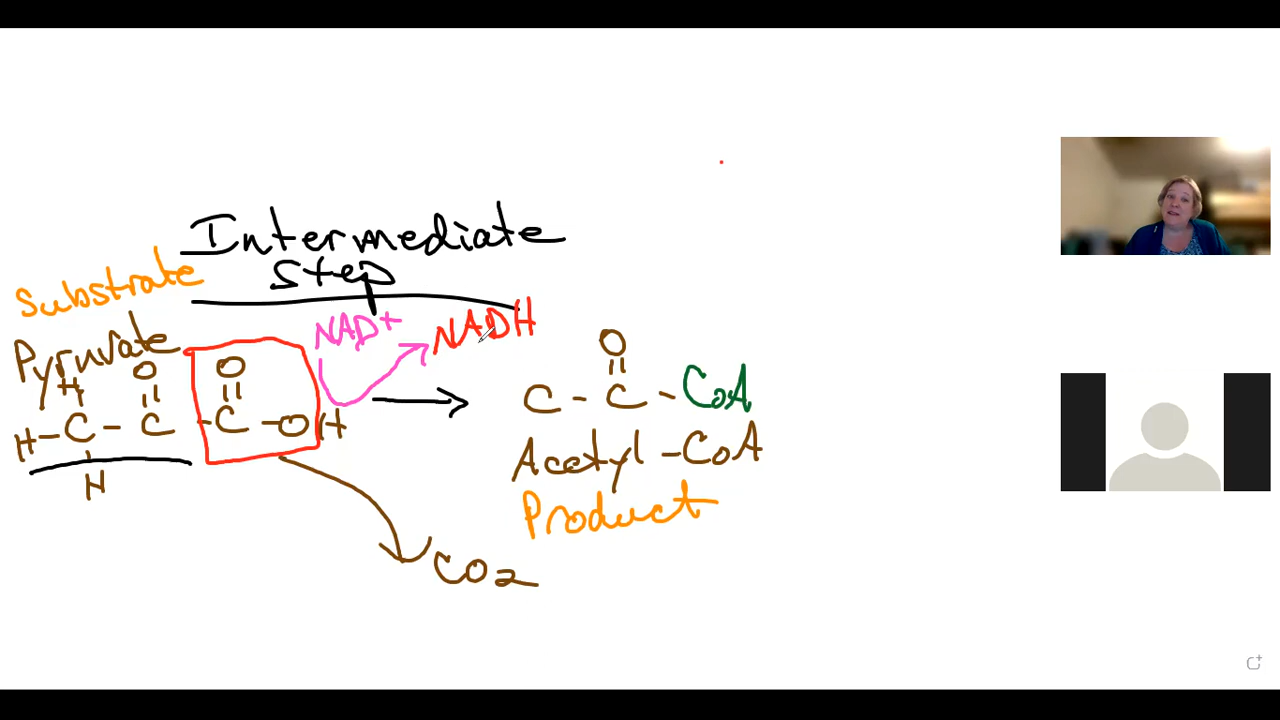 Intermediate
Step
Substrate
Pyruvate
NAD+
NADH
H O O O
H - C - C - C - OH
H
C - C - CoA
Acetyl - CoA
Product
CO2